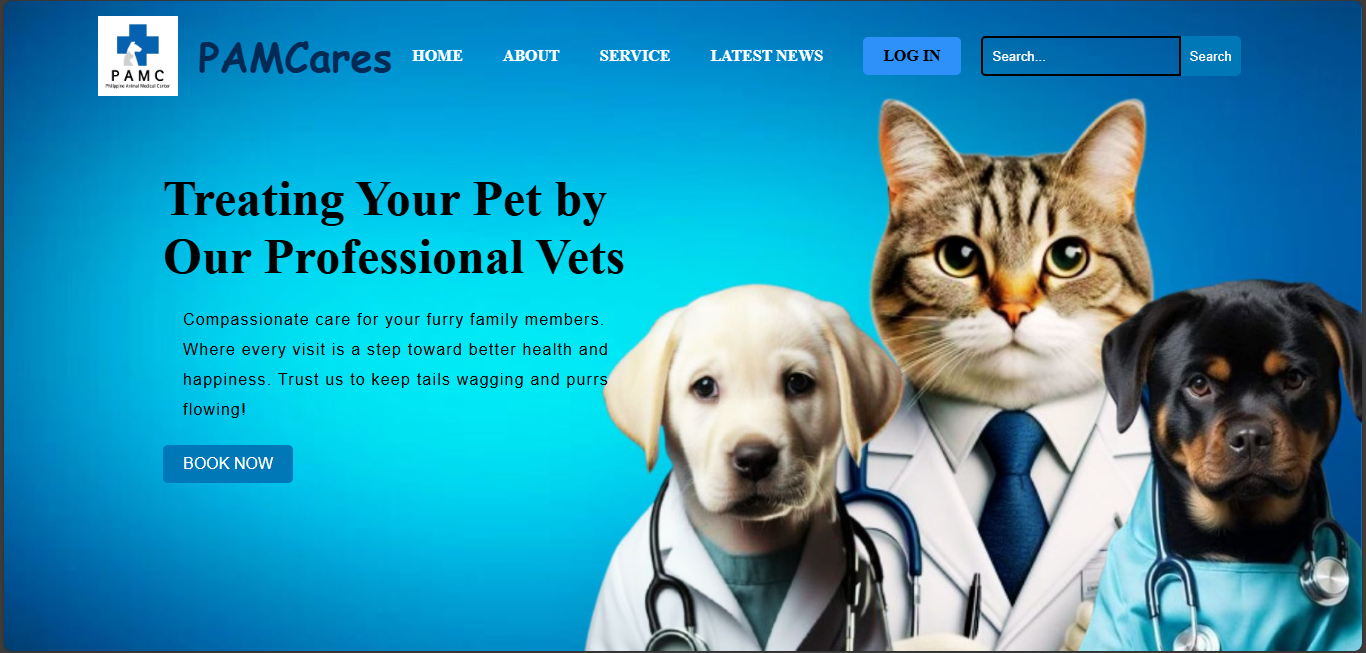 PAMC
Philippine Animal Medical Center
PAMCares
HOME
ABOUT
SERVICE
LATEST NEWS
LOG IN
Search...
Search
Treating Your Pet by
Our Professional Vets
Compassionate care for your furry family members.
Where every visit is a step toward better health and
happiness. Trust us to keep tails wagging and purrs
flowing!
BOOK NOW